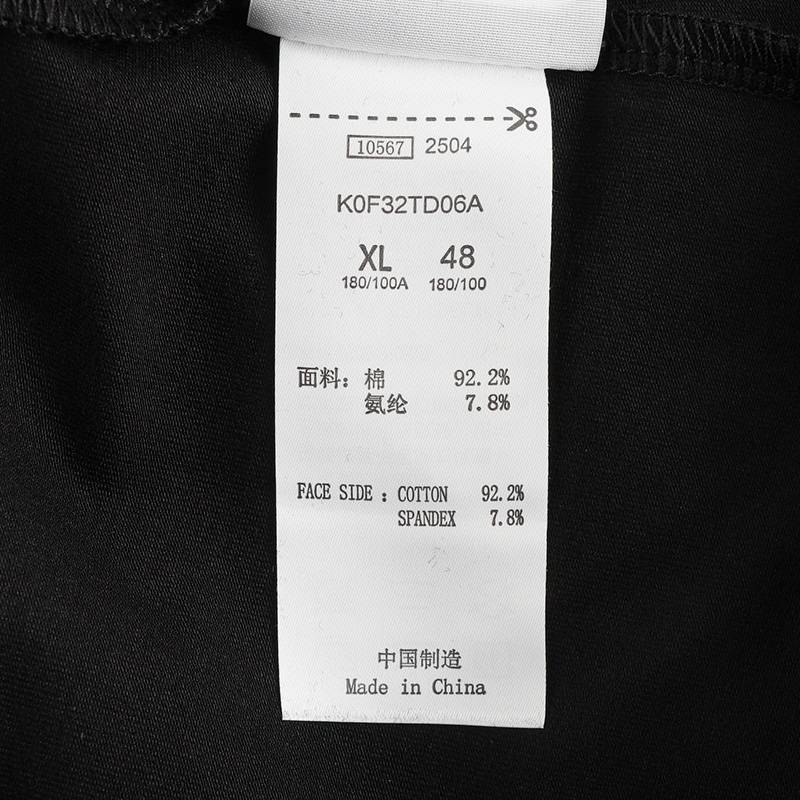 10567 2504
K0F32TD06A
XL 48
180/100A 180/100
面料：棉 92.2%
氨纶 7.8%
FACE SIDE : COTTON 92.2%
SPANDEX 7.8%
中国制造
Made in China